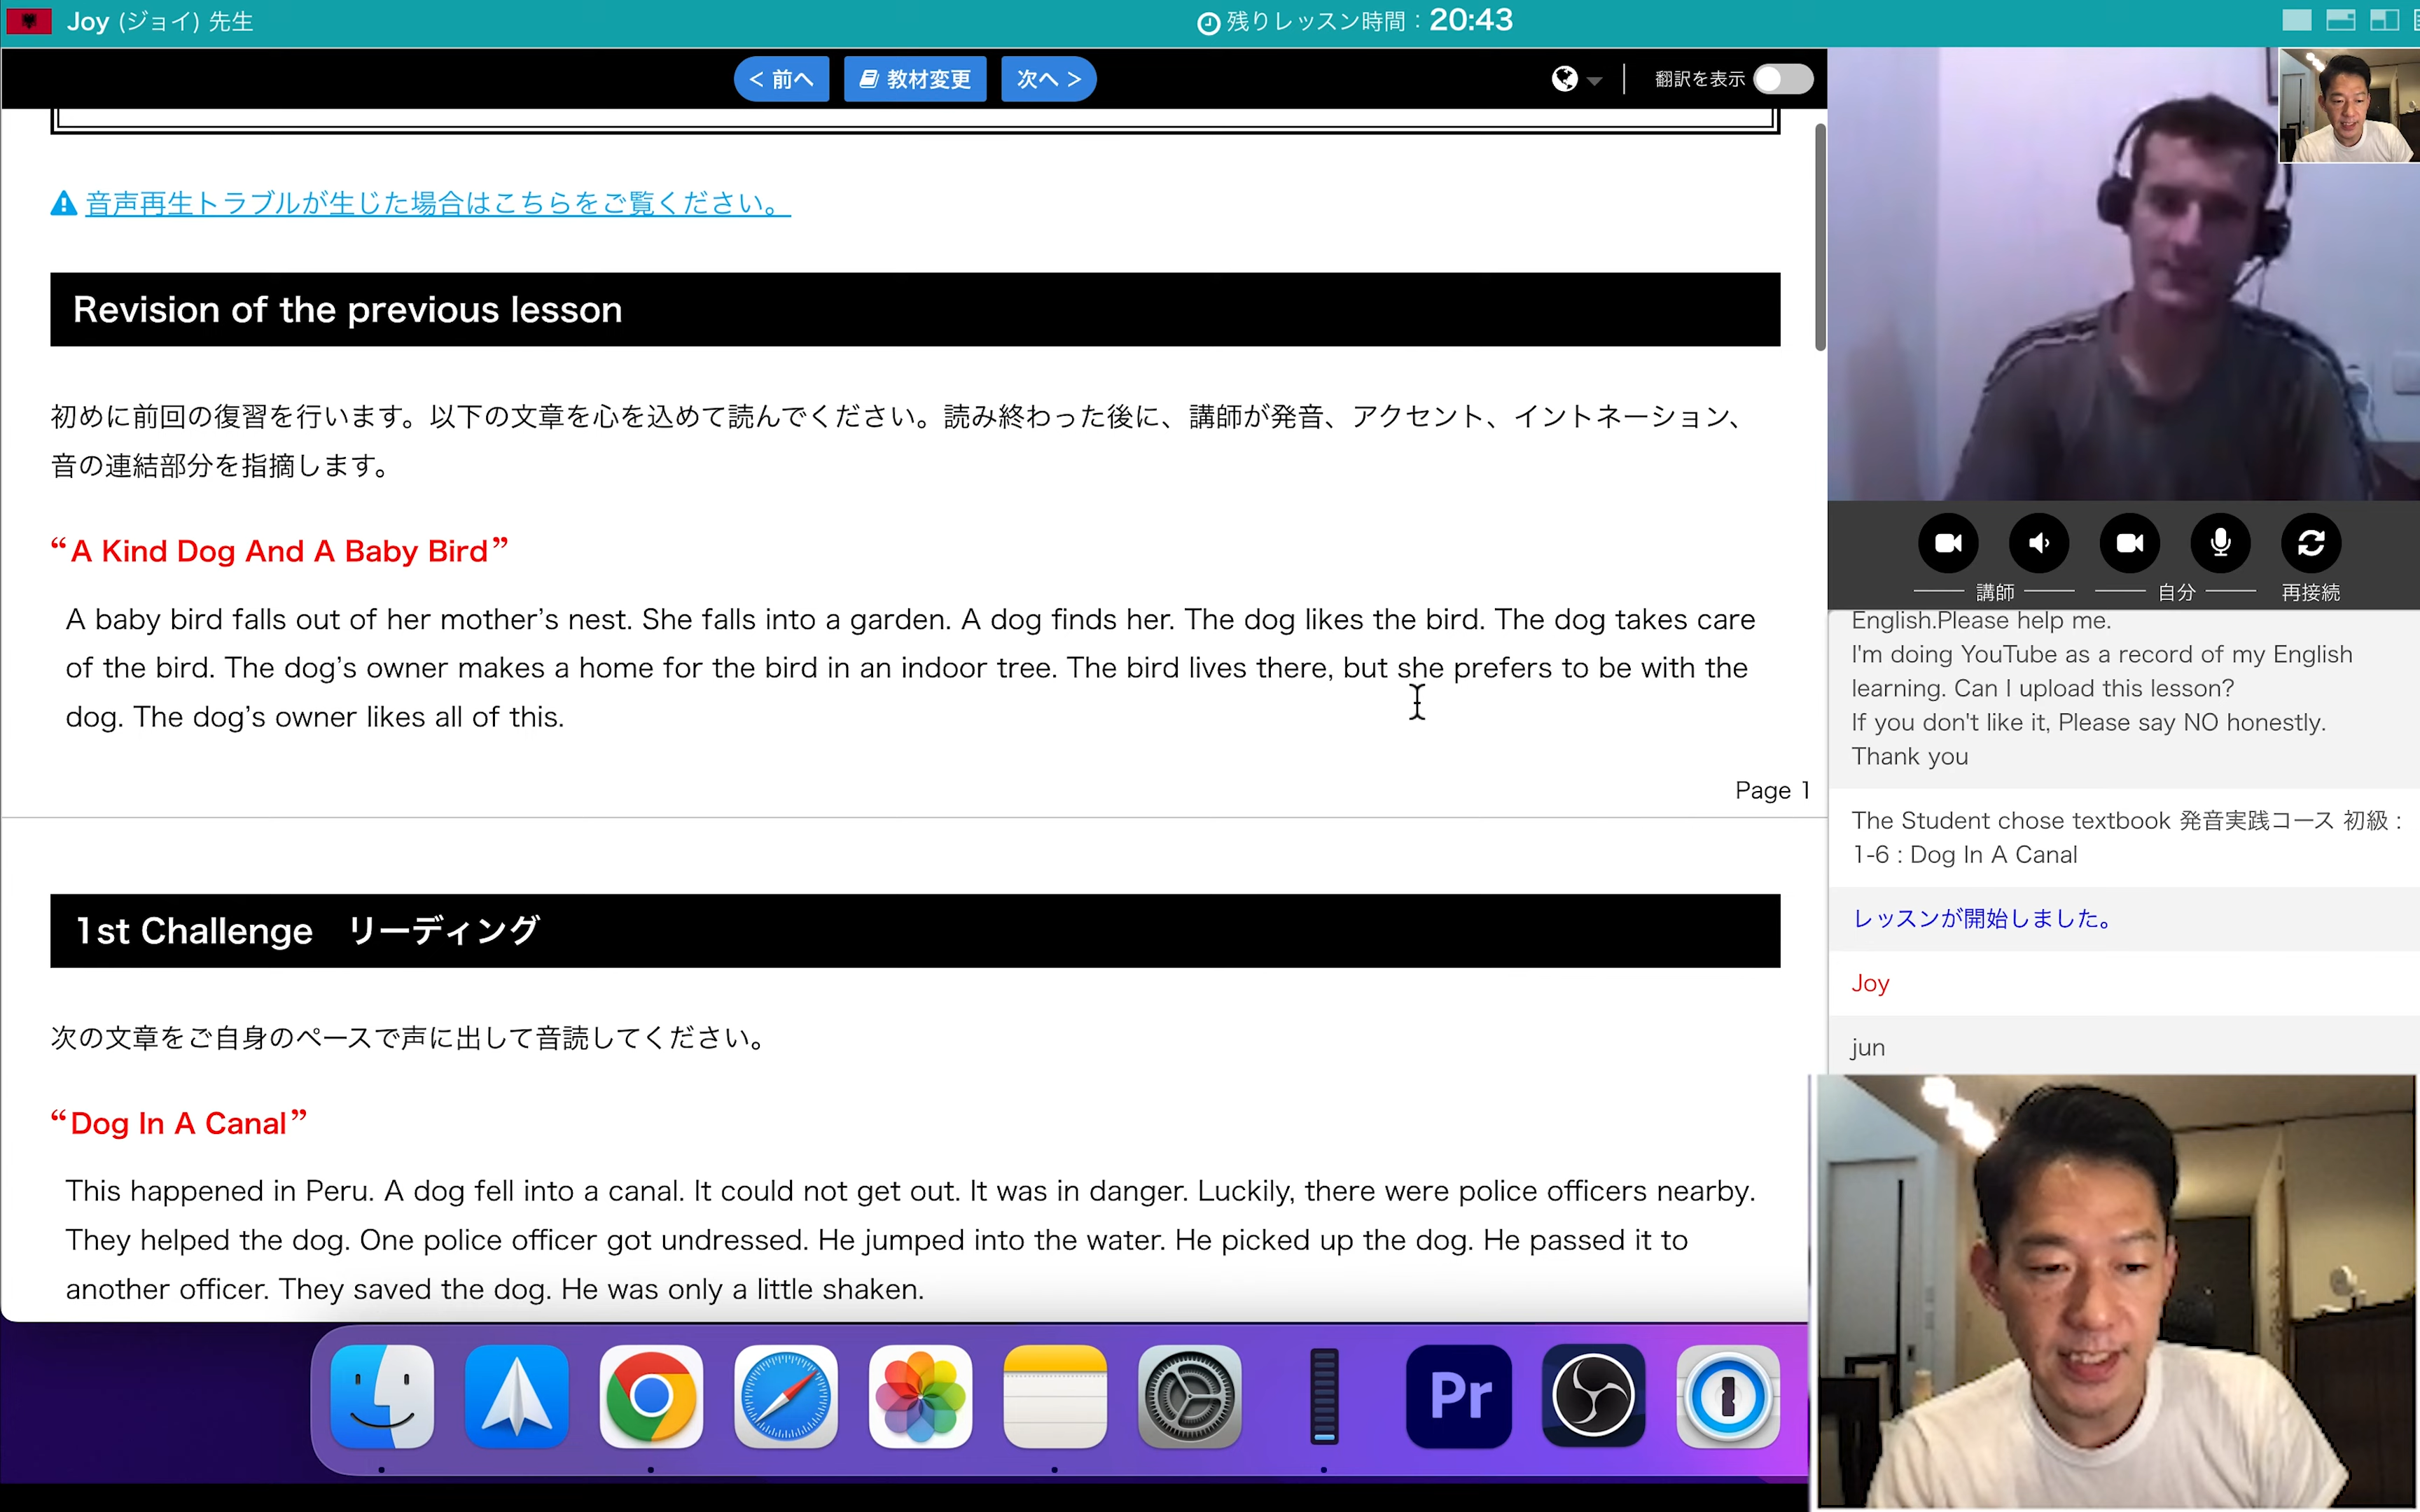 Joy (ジョイ) 先生
残りレッスン時間 : 20:43
< 前へ
教材変更
次へ >
翻訳を表示
音声再生トラブルが生じた場合はこちらをご覧ください。
Revision of the previous lesson
初めに前回の復習を行います。以下の文章を心を込めて読んでください。読み終わった後に、講師が発音、アクセント、イントネーション、
音の連結部分を指摘します。
“A Kind Dog And A Baby Bird”
A baby bird falls out of her mother’s nest. She falls into a garden. A dog finds her. The dog likes the bird. The dog takes care
of the bird. The dog’s owner makes a home for the bird in an indoor tree. The bird lives there, but she prefers to be with the
dog. The dog’s owner likes all of this.
Page 1
1st Challenge リーディング
次の文章をご自身のペースで声に出して音読してください。
“Dog In A Canal”
This happened in Peru. A dog fell into a canal. It could not get out. It was in danger. Luckily, there were police officers nearby.
They helped the dog. One police officer got undressed. He jumped into the water. He picked up the dog. He passed it to
another officer. They saved the dog. He was only a little shaken.
講師
自分
再接続
English.Please help me.
I'm doing YouTube as a record of my English
learning. Can I upload this lesson?
If you don't like it, Please say NO honestly.
Thank you
The Student chose textbook 発音実践コース 初級 :
1-6 : Dog In A Canal
レッスンが開始しました。
Joy
jun
Pr